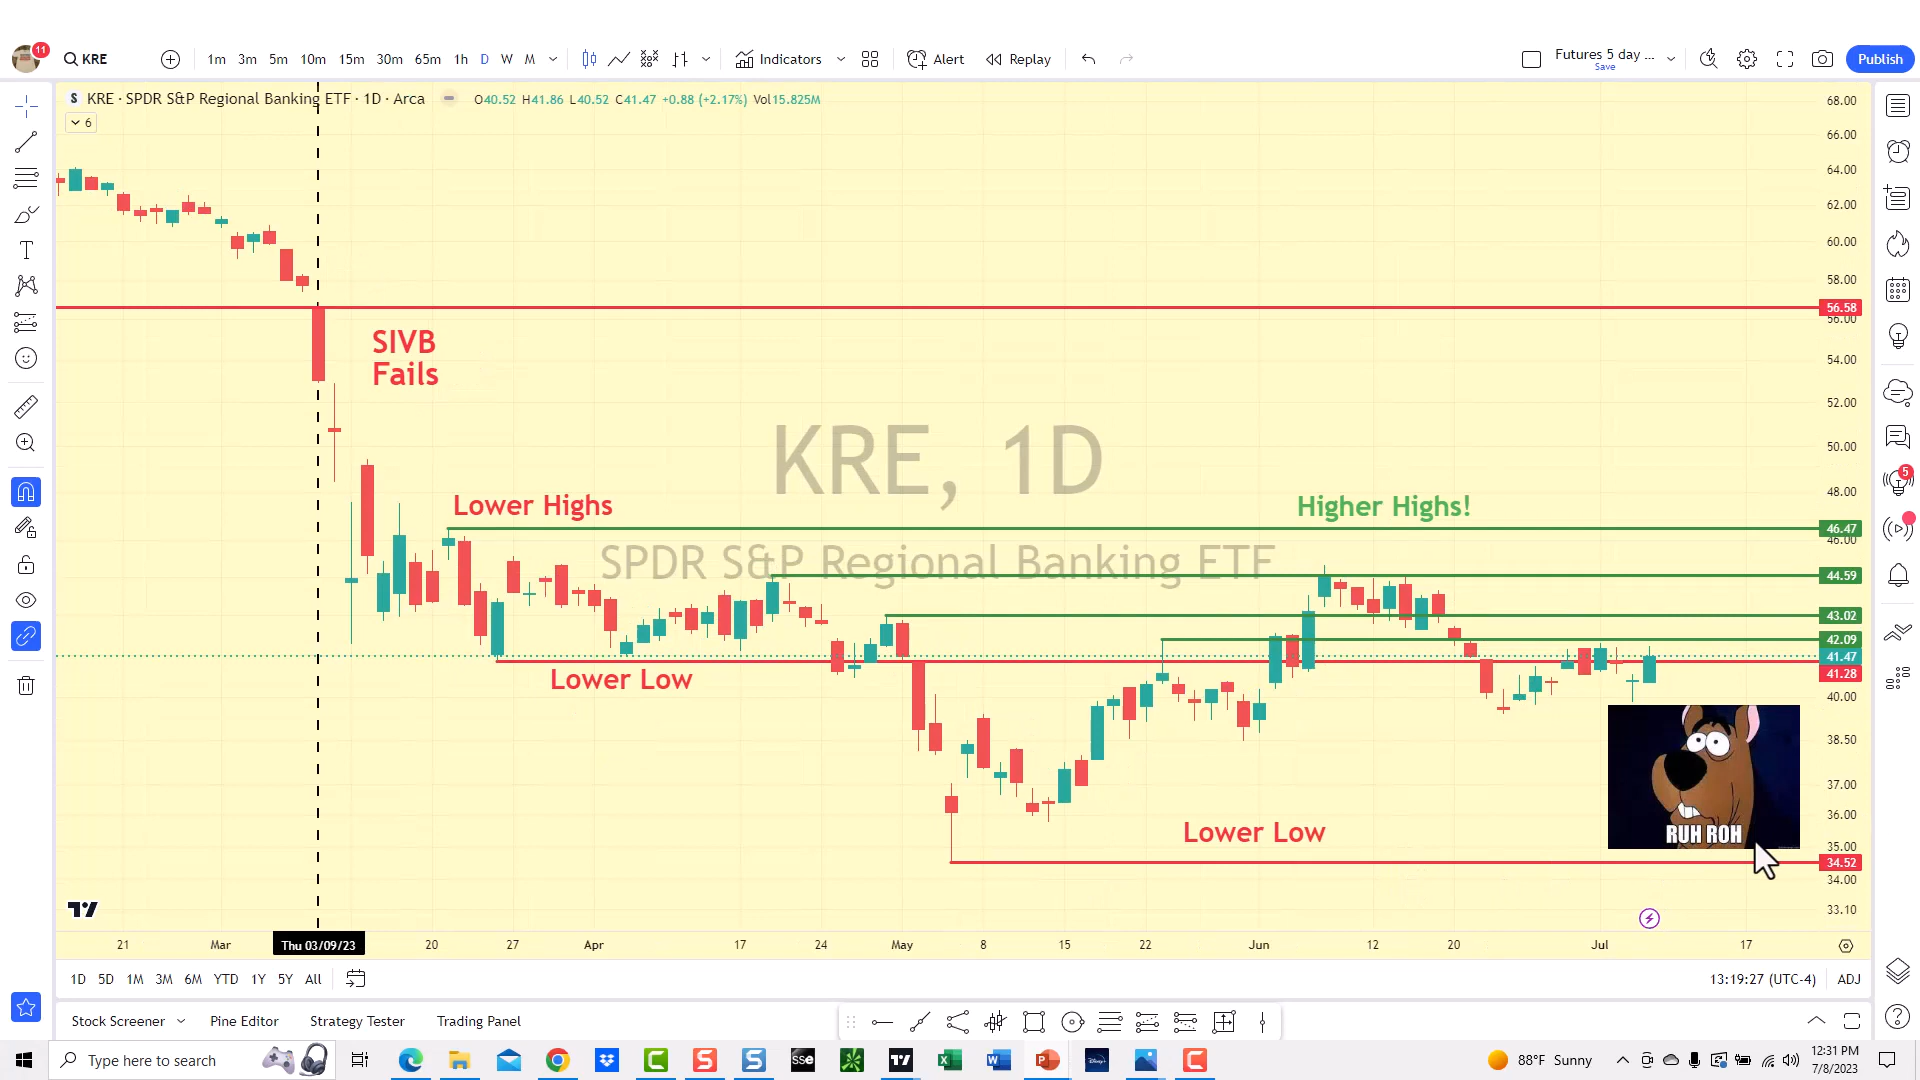 11
KRE
1m 3m 5m 10m 15m 30m 65m 1h D W M
Indicators
Alert
Replay
Futures 5 day ...
Save
Publish
S KRE · SPDR S&P Regional Banking ETF · 1D · Arca O40.52 H41.86 L40.52 C41.47 +0.88 (+2.17%) Vol15.825M
6
68.00
66.00
64.00
62.00
60.00
58.00
56.58
56.00
SIVB
Fails
54.00
52.00
KRE, 1D
50.00
48.00
Lower Highs
Higher Highs!
46.47
46.00
SPDR S&P Regional Banking ETF
44.59
43.02
42.09
41.47
41.28
Lower Low
40.00
38.50
37.00
36.00
RUH ROH
Lower Low
35.00
34.52
34.00
33.10
5
21 Mar Thu 03/09/23 20 27 Apr 17 24 May 8 15 22 Jun 12 20 Jul 17
1D 5D 1M 3M 6M YTD 1Y 5Y All
13:19:27 (UTC-4) ADJ
Stock Screener Pine Editor Strategy Tester Trading Panel
Type here to search
SSE
88°F Sunny
12:31 PM
7/8/2023